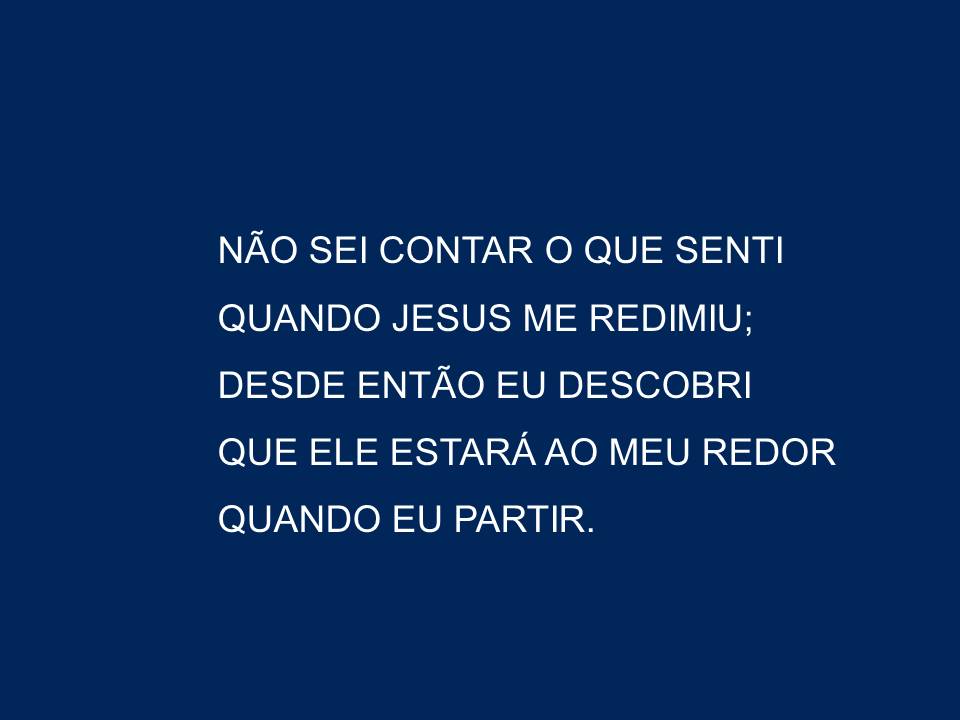 NÃO SEI CONTAR O QUE SENTI
QUANDO JESUS ME REDIMIU;
DESDE ENTÃO EU DESCOBRI
QUE ELE ESTARÁ AO MEU REDOR
QUANDO EU PARTIR.